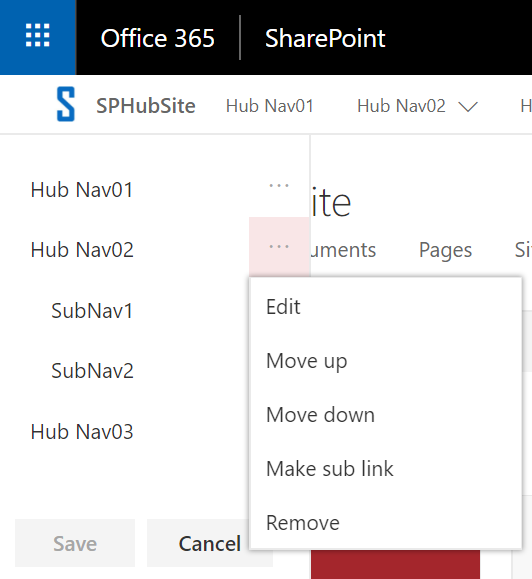 Office 365 SharePoint
SPHubSite Hub Nav01 Hub Nav02 H
Hub Nav01 ... ite
Hub Nav02 ... uments Pages Si
Edit
SubNav1
Move up
SubNav2
Move down
Hub Nav03
Make sub link
Remove
Save Cancel